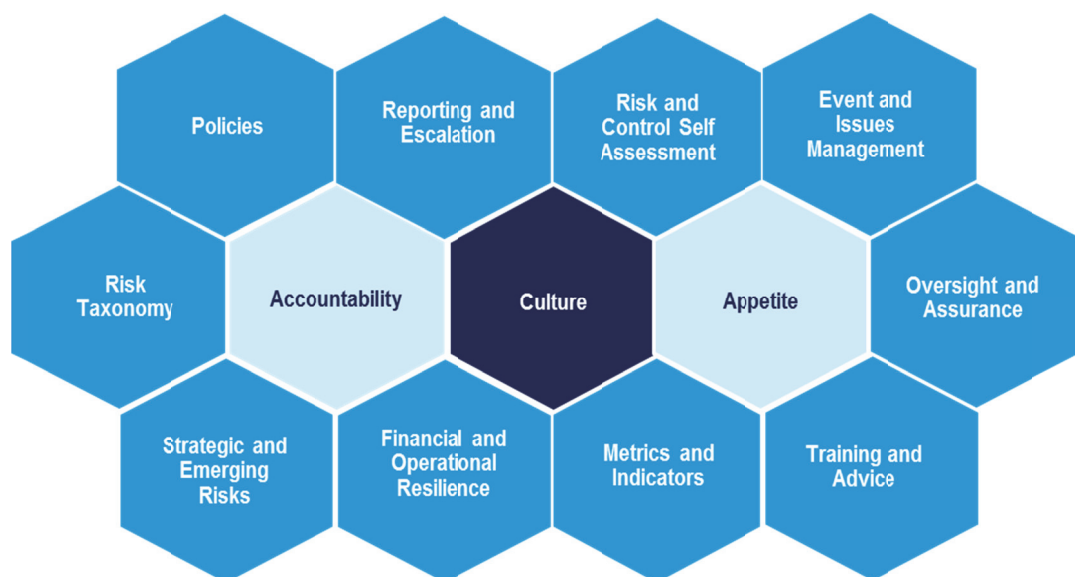 Policies
Reporting and
Escalation
Risk and
Control Self
Assessment
Event and
Issues
Management
Risk
Taxonomy
Accountability
Culture
Appetite
Oversight and
Assurance
Strategic and
Emerging
Risks
Financial and
Operational
Resilience
Metrics and
Indicators
Training and
Advice